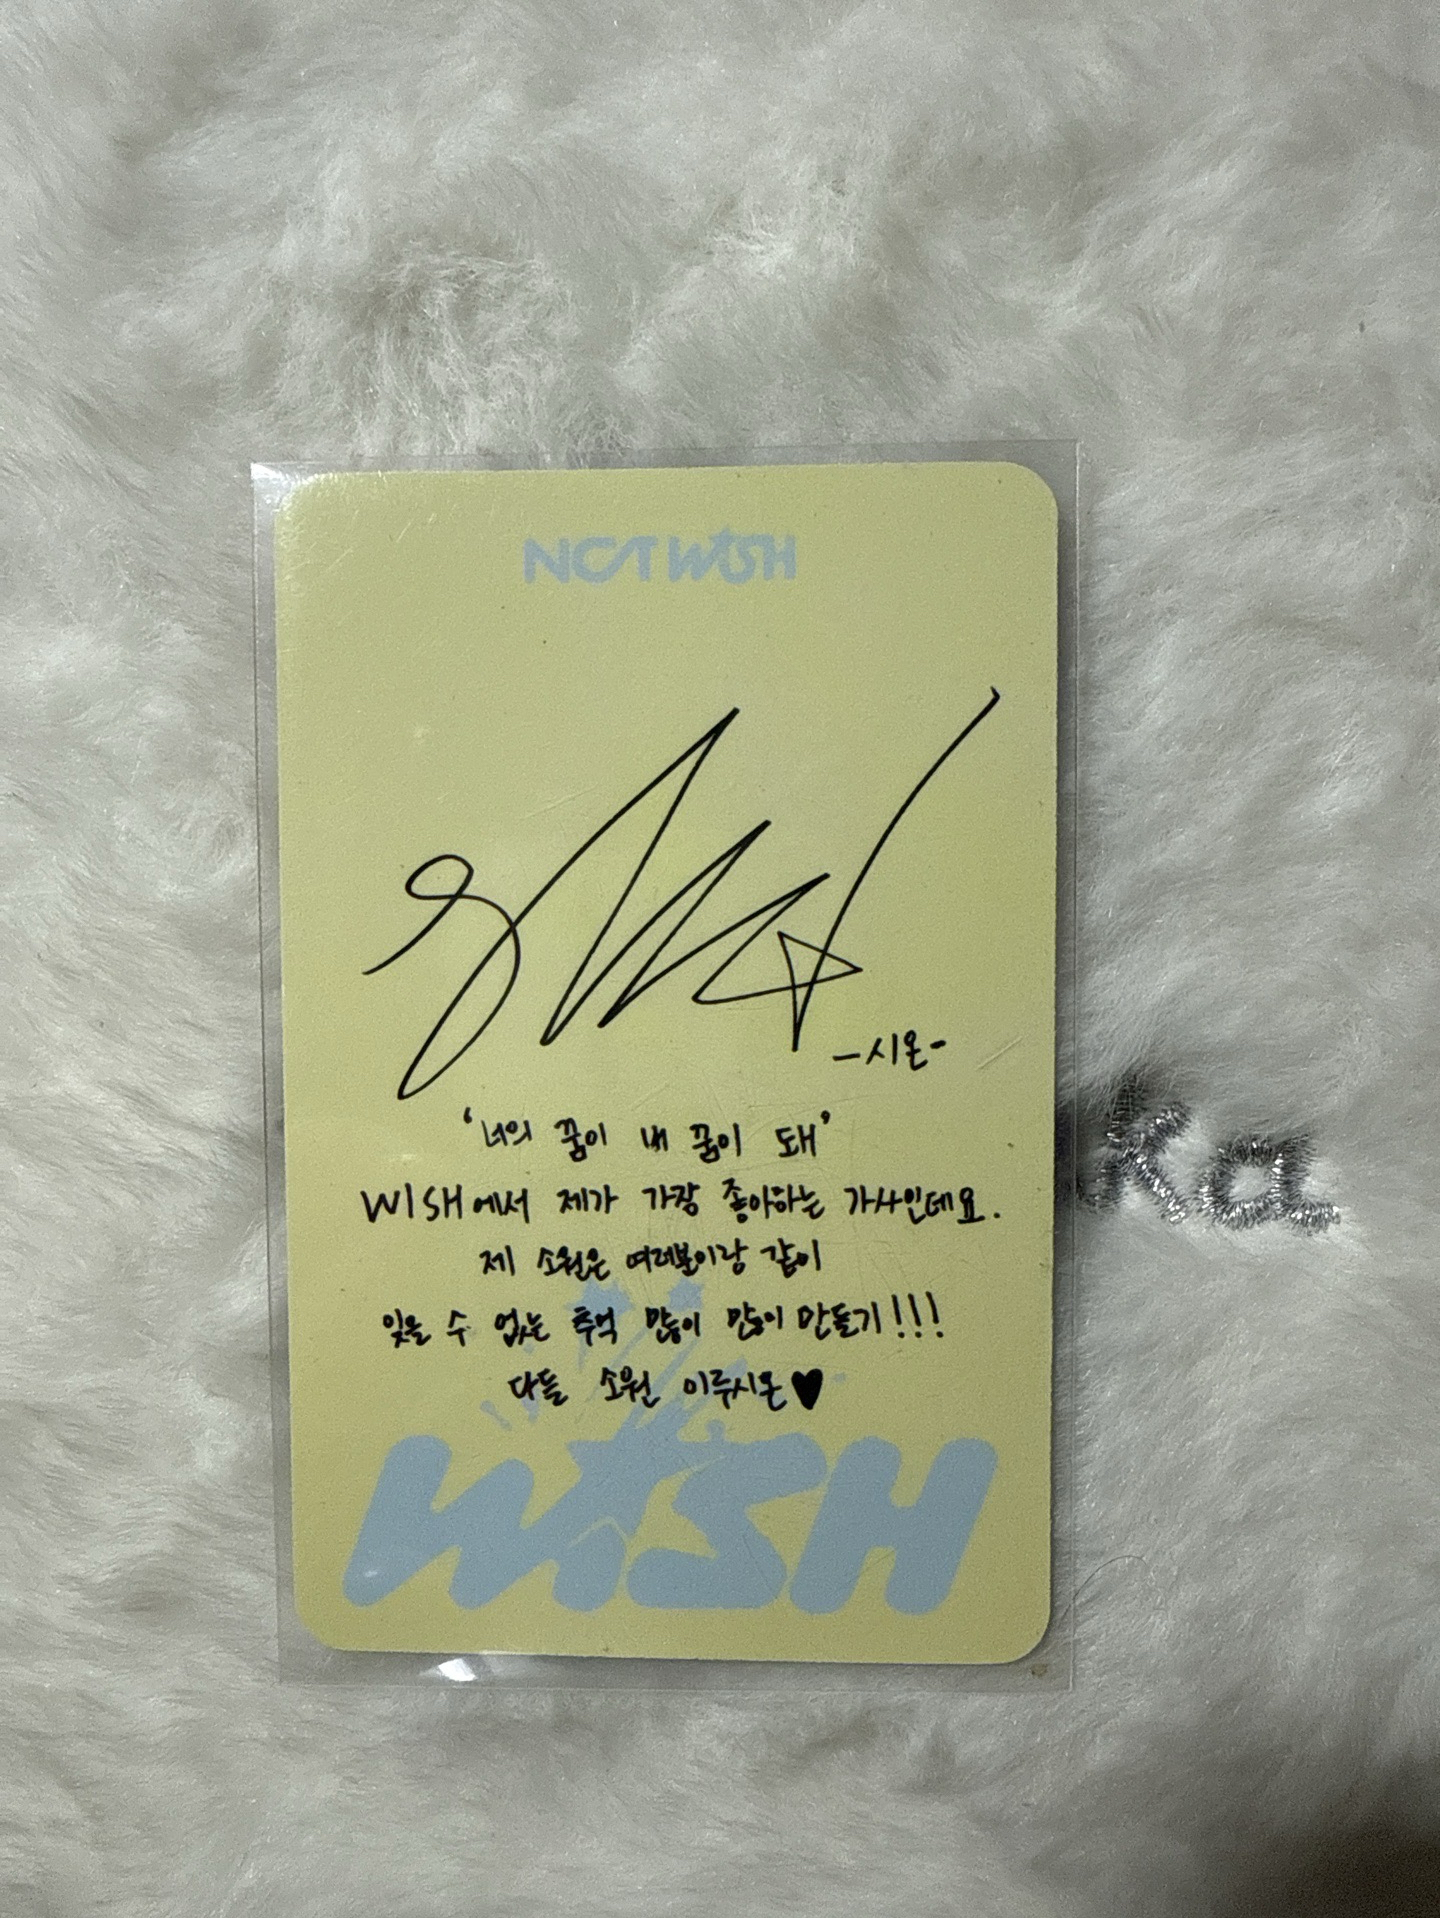 NCT WISH
-시온-
'너의 꿈이 내 꿈이 돼'
WISH에서 제가 가장 좋아하는 가사인데요.
제 소원은 여러분이랑 같이
잊을 수 없는 추억 많이 많이 만들기!!!
다들 소원 이루시온♥
WISH